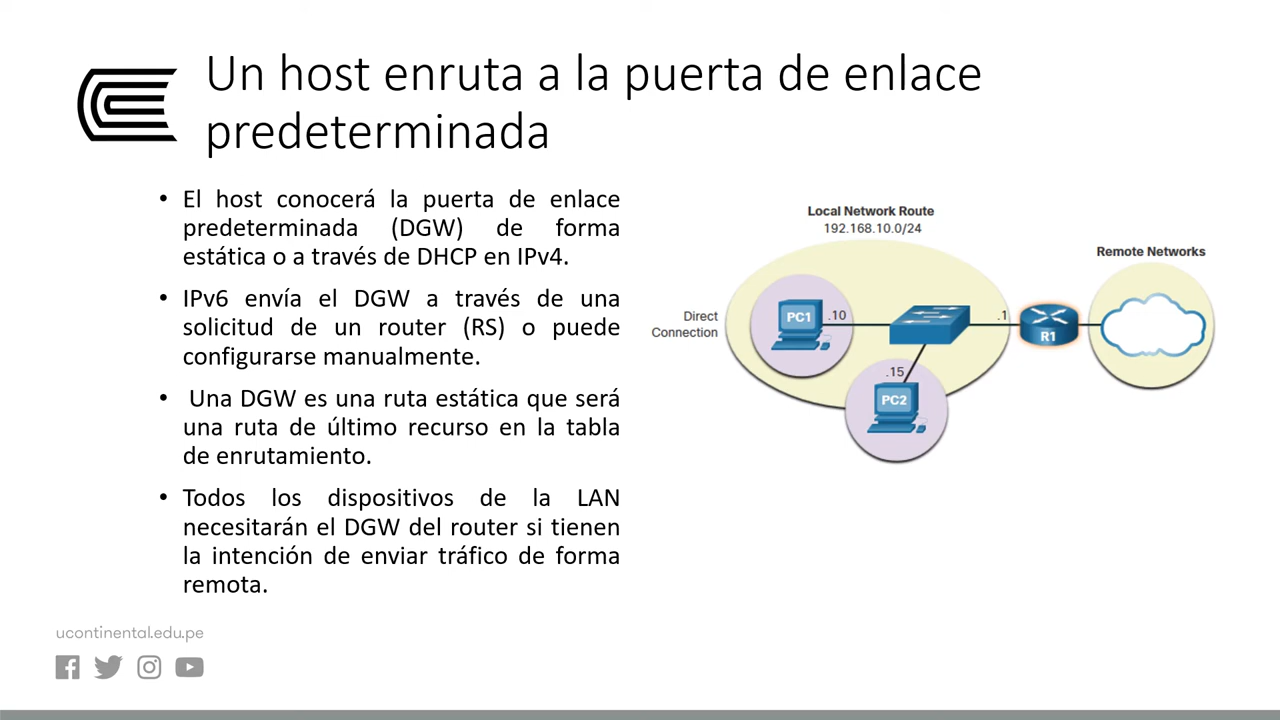 Un host enruta a la puerta de enlace
predeterminada
• El host conocerá la puerta de enlace
predeterminada (DGW) de forma
estática o a través de DHCP en IPv4.
• IPv6 envía el DGW a través de una
solicitud de un router (RS) o puede
configurarse manualmente.
• Una DGW es una ruta estática que será
una ruta de último recurso en la tabla
de enrutamiento.
• Todos los dispositivos de la LAN
necesitarán el DGW del router si tienen
la intención de enviar tráfico de forma
remota.
Local Network Route
192.168.10.0/24
Remote Networks
Direct
Connection
PC1
.10
.1
R1
.15
PC2
ucontinental.edu.pe